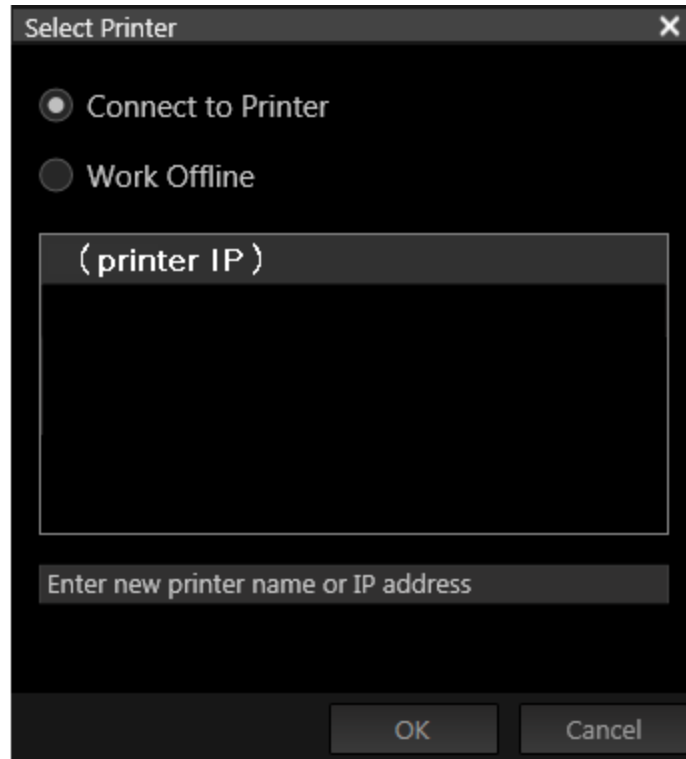 Select Printer
Connect to Printer
Work Offline
(printer IP)
Enter new printer name or IP address
OK Cancel